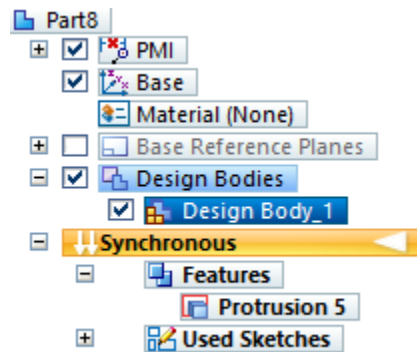 Part8
PMI
Base
Material (None)
Base Reference Planes
Design Bodies
Design Body_1
Synchronous
Features
Protrusion 5
Used Sketches